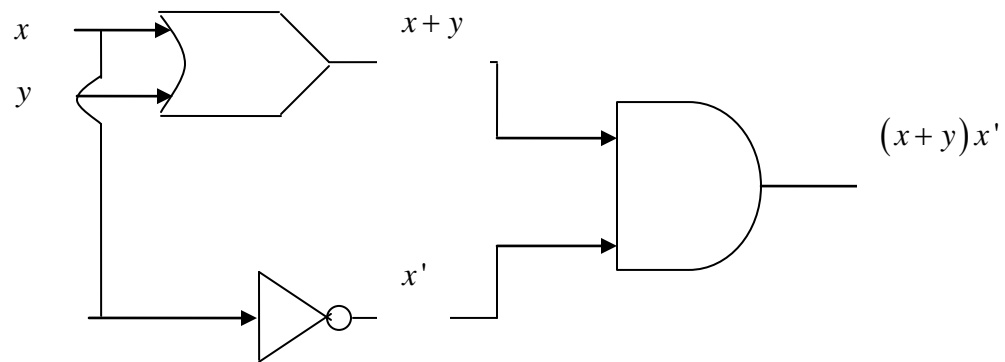 x
x + y
y
(x + y)x'
x'